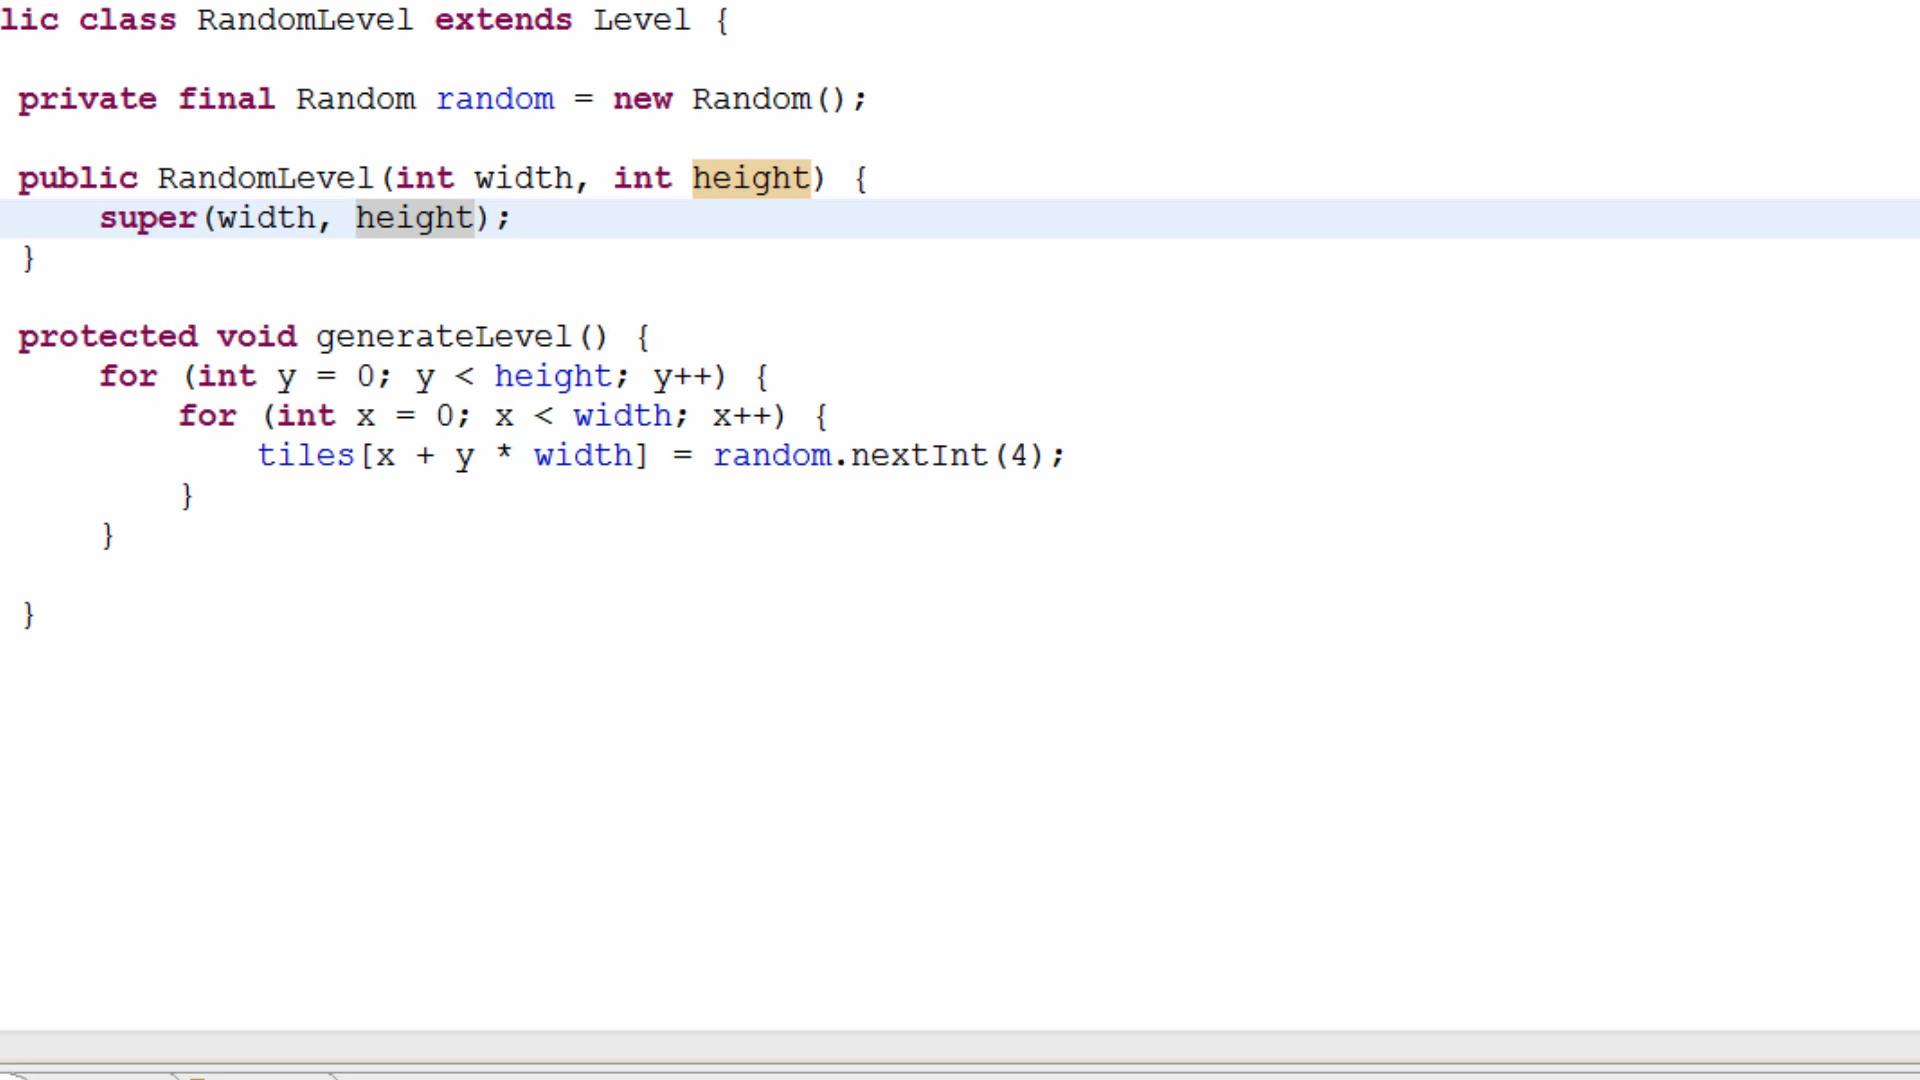 lic class RandomLevel extends Level {
private final Random random = new Random();
public RandomLevel(int width, int height) {
super(width, height);
}
protected void generateLevel() {
for (int y = 0; y < height; y++) {
for (int x = 0; x < width; x++) {
tiles[x + y * width] = random.nextInt(4);
}
}
}